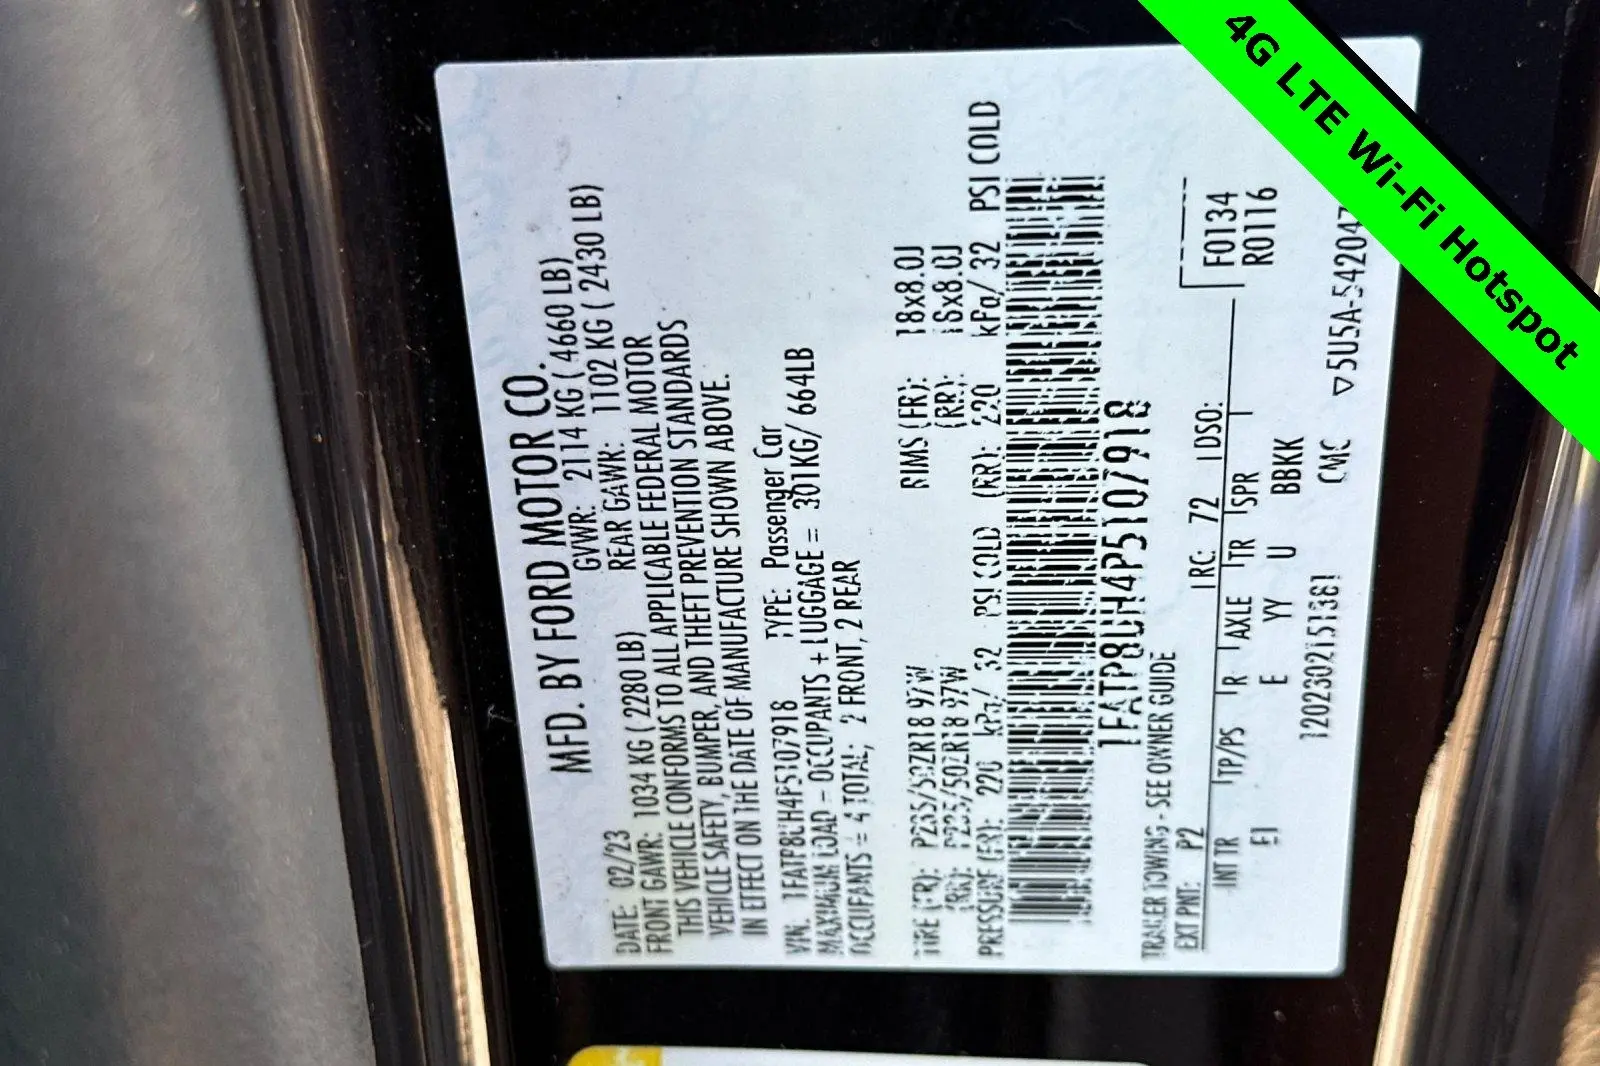 4G LTE Wi-Fi Hotspot
MFD. BY FORD MOTOR CO.
DATE: 02/23 GVWR: 2114 KG ( 4660 LB)
FRONT GAWR: 1034 KG ( 2280 LB) REAR GAWR: 1102 KG ( 2430 LB)
THIS VEHICLE CONFORMS TO ALL APPLICABLE FEDERAL MOTOR
VEHICLE SAFETY, BUMPER, AND THEFT PREVENTION STANDARDS
IN EFFECT ON THE DATE OF MANUFACTURE SHOWN ABOVE.
VIN: 1FATP8UH4P5107918 TYPE: Passenger Car
MAXIMUM LOAD = OCCUPANTS + LUGGAGE = 301KG/ 664LB
OCCUPANTS = 4 TOTAL, 2 FRONT, 2 REAR
TIRE (FR): P235/50ZR18 97W RIMS (FR): 18x8.0J
(RR): P235/50ZR18 97W (RR): 18x8.0J
PRESSURE (FR): 220 kPa/ 32 PSI COLD (RR): 220 kPa/ 32 PSI COLD
1FATP8UH4P5107918
TRAILER TOWING - SEE OWNER GUIDE
EXT PNT: P2 RC: 72 DSO: F0134
INT TR TP/PS R AXLE TR SPR R0116
EJ E YY U BBKK
1202302151381 CMC ▽5U5A-542047